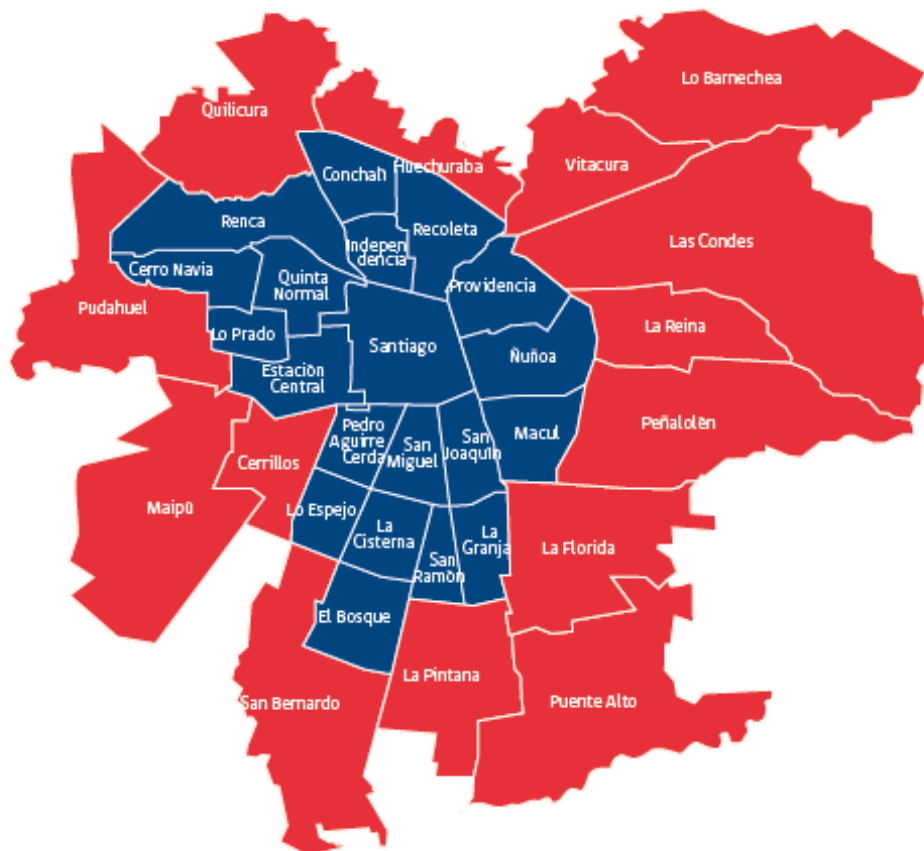 Lo Barnechea
Quilicura
Huechuraba
Vitacura
Conchalí
Renca
Recoleta
Indepen
dencia
Las Condes
Cerro Navia
Quinta
Normal
Providencia
Pudahuel
Lo Prado
La Reina
Santiago
Ñuñoa
Estación
Central
Pedro
Aguirre
Cerda
San
Miguel
San
Joaquín
Macul
Peñalolén
Cerrillos
Maipú
Lo Espejo
La
Cisterna
La
Granja
La Florida
San
Ramón
El Bosque
La Pintana
San Bernardo
Puente Alto